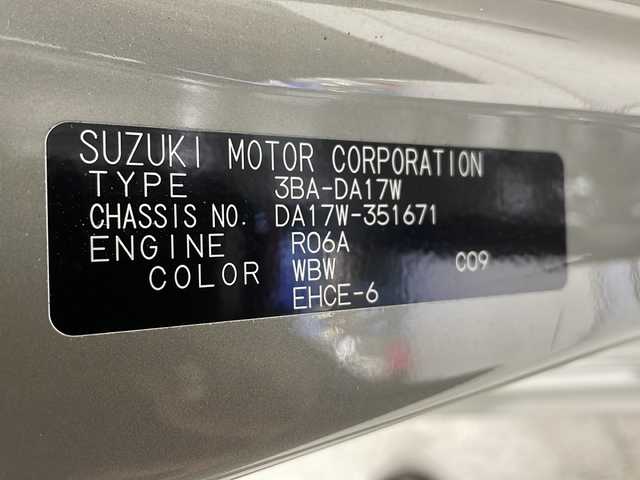 SUZUKI MOTOR CORPORATION
TYPE 3BA-DA17W
CHASSIS NO. DA17W-351671
ENGINE R06A
COLOR WBW C09
EHCE-6